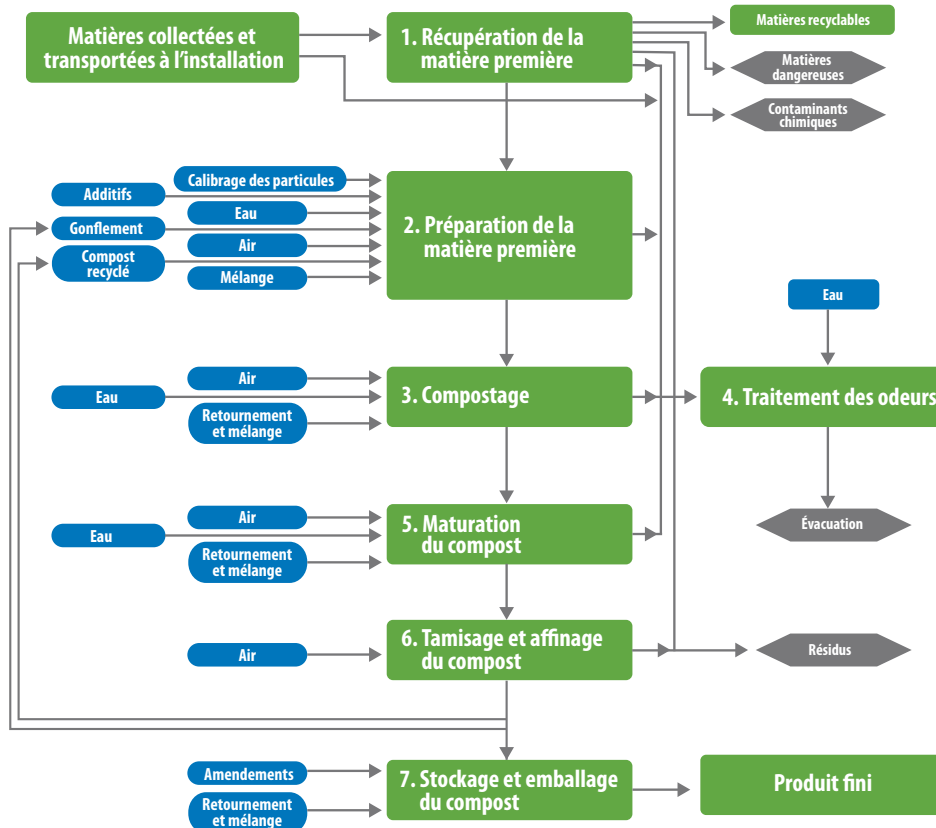 Matières collectées et
transportées à l'installation
1. Récupération de la
matière première
Matières recyclables
Matières
dangereuses
Contaminants
chimiques
Calibrage des particules
Additifs
Eau
Gonflement
Air
Compost
recyclé
Mélange
2. Préparation de la
matière première
Eau
Air
Eau
Retournement
et mélange
3. Compostage
4. Traitement des odeurs
Air
Eau
Retournement
et mélange
5. Maturation
du compost
Évacuation
Air
6. Tamisage et affinage
du compost
Résidus
Amendements
Retournement
et mélange
7. Stockage et emballage
du compost
Produit fini